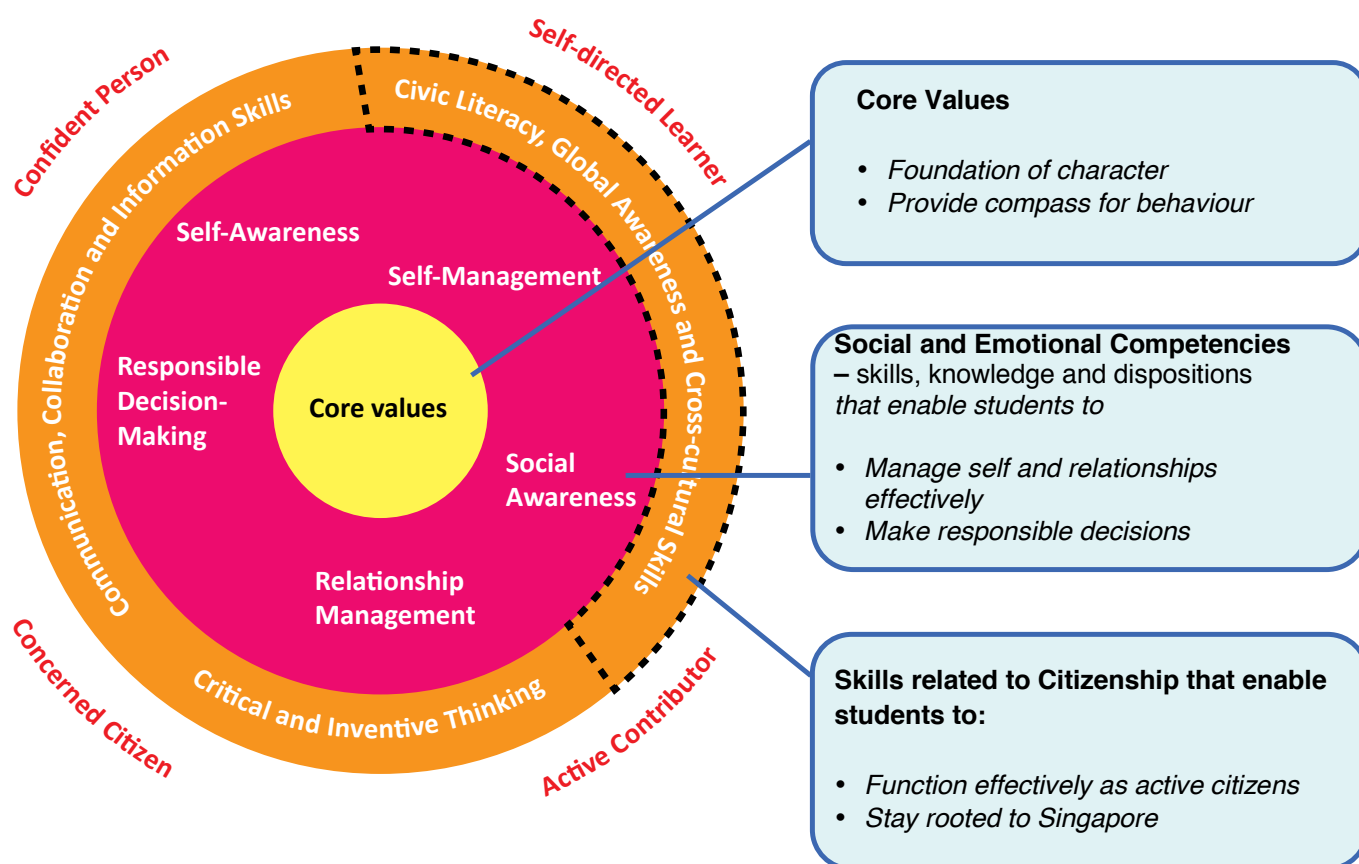 Confident Person
Self-directed Learner
Communication, Collaboration and Information Skills
Civic Literacy, Global Awareness and Cross-cultural Skills
Self-Awareness
Self-Management
Responsible
Decision-
Making
Core values
Social
Awareness
Relationship
Management
Critical and Inventive Thinking
Concerned Citizen
Active Contributor
Core Values
• Foundation of character
• Provide compass for behaviour
Social and Emotional Competencies
– skills, knowledge and dispositions
that enable students to
• Manage self and relationships
effectively
• Make responsible decisions
Skills related to Citizenship that enable
students to:
• Function effectively as active citizens
• Stay rooted to Singapore